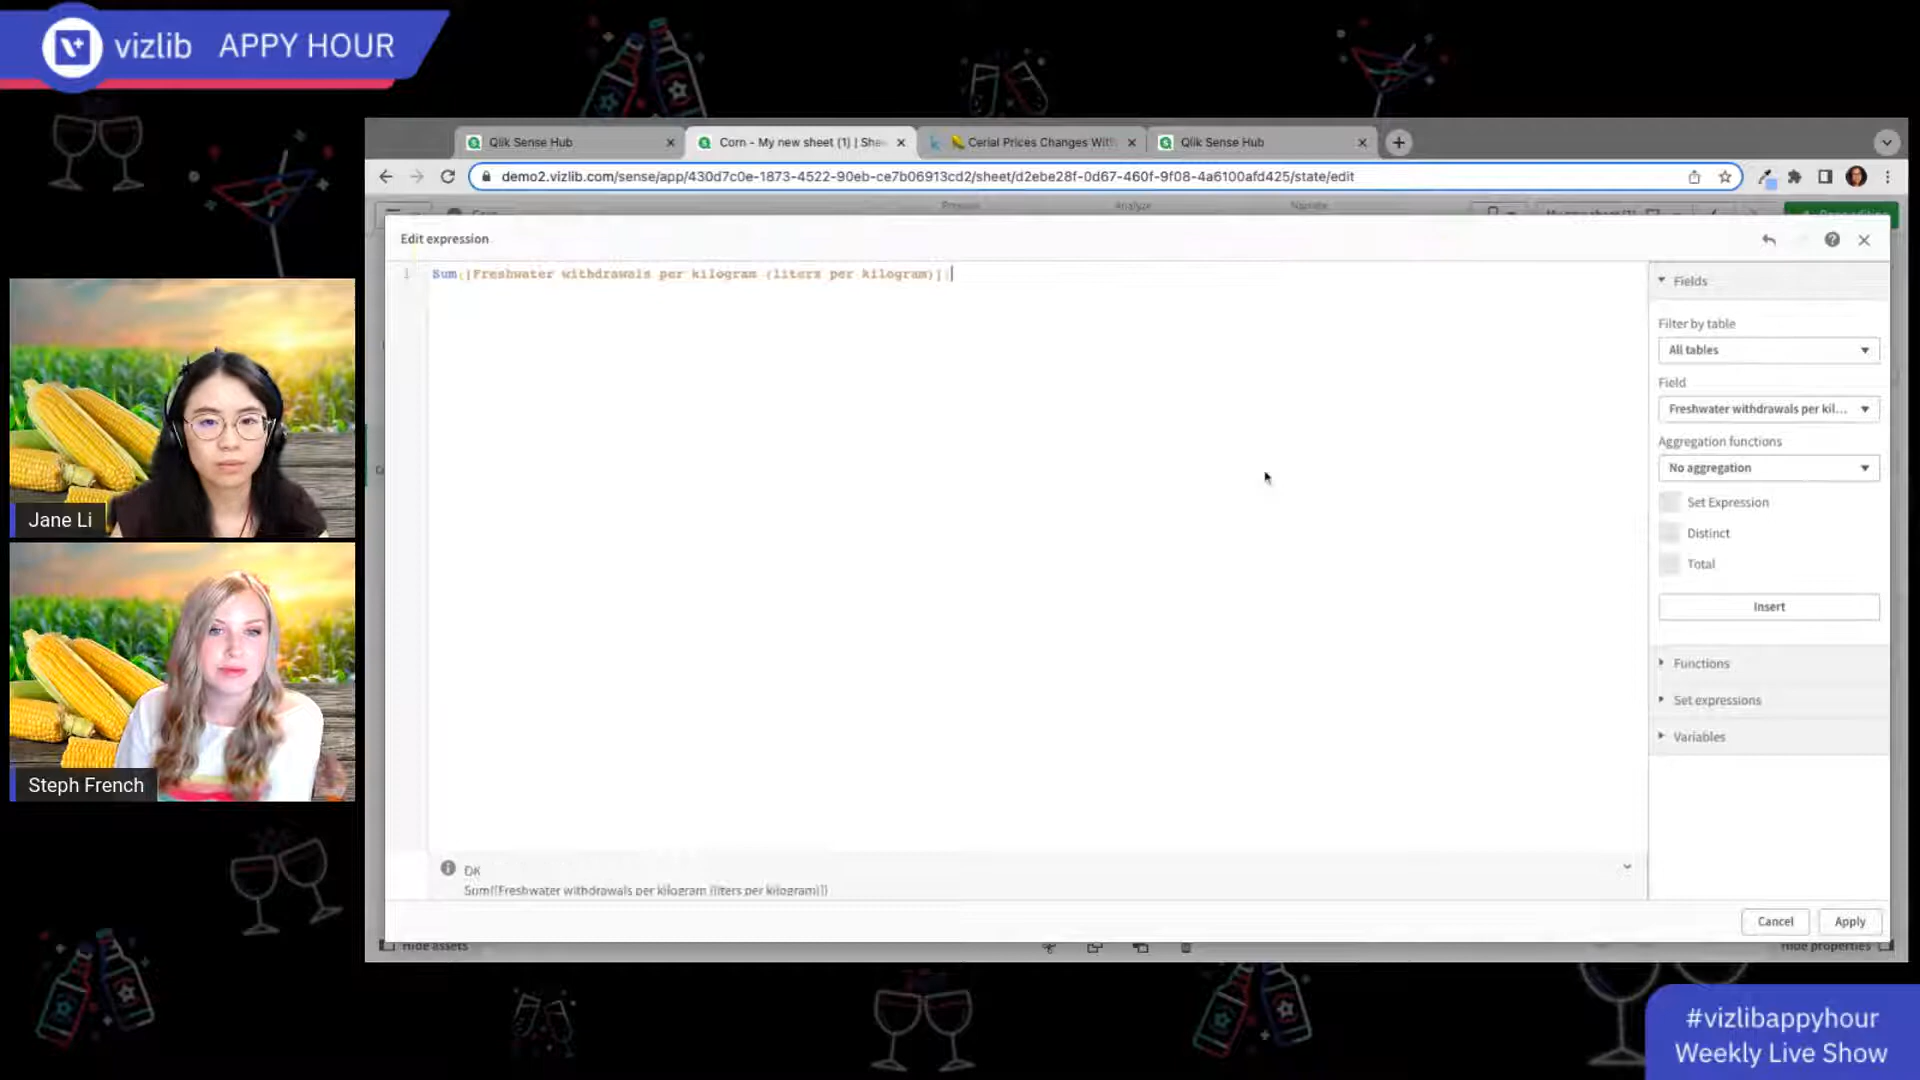 vizlib APPY HOUR
Qlik Sense Hub
Corn - My new sheet (1) | Shee
Cerial Prices Changes With
Qlik Sense Hub
demo2.vizlib.com/sense/app/430d7c0e-1873-4522-90eb-ce7b06913cd2/sheet/d2ebe28f-0d67-460f-9f08-4a6100afd425/state/edit
Analyze
Narrate
Edit expression
1 Sum([Freshwater withdrawals per kilogram (liters per kilogram)])
Fields
Filter by table
All tables
Field
Freshwater withdrawals per kil...
Aggregation functions
No aggregation
Set Expression
Distinct
Total
Insert
Functions
Set expressions
Variables
OK
Sum([Freshwater withdrawals per kilogram (liters per kilogram)])
Cancel
Apply
Hide assets
Hide properties
Jane Li
Steph French
#vizlibappyhour
Weekly Live Show